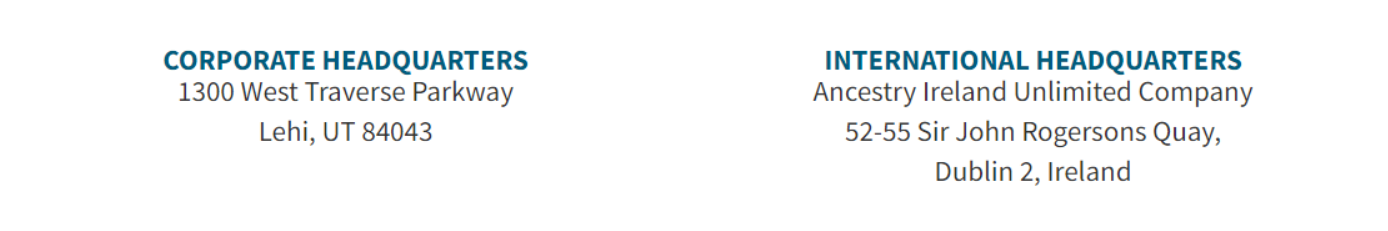 CORPORATE HEADQUARTERS
1300 West Traverse Parkway
Lehi, UT 84043
INTERNATIONAL HEADQUARTERS
Ancestry Ireland Unlimited Company
52-55 Sir John Rogersons Quay,
Dublin 2, Ireland